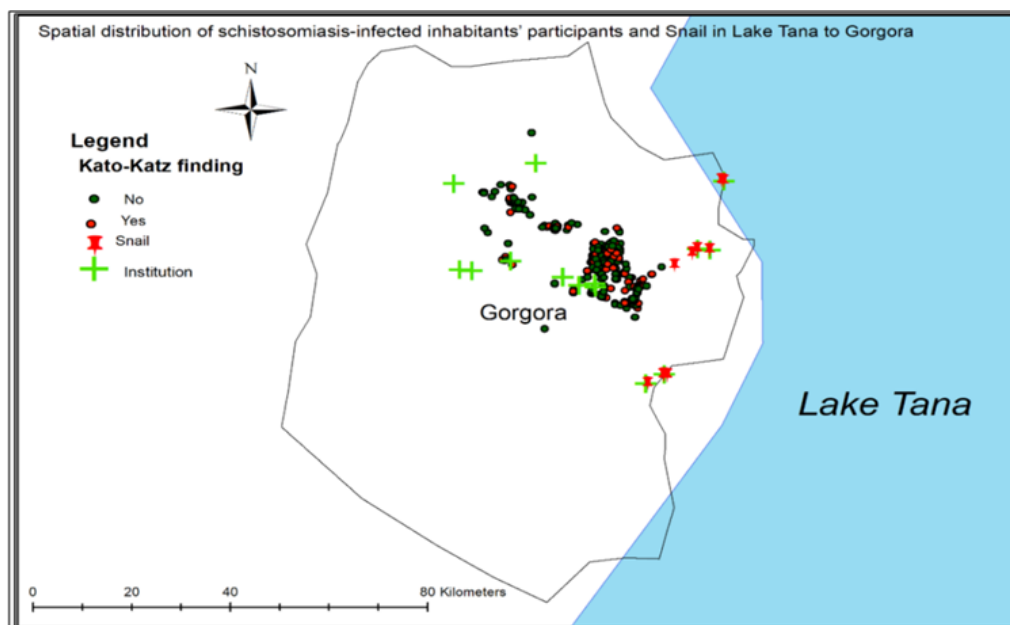 Spatial distribution of schistosomiasis-infected inhabitants' participants and Snail in Lake Tana to Gorgora
N
Legend
Kato-Katz finding
No
Yes
Snail
Institution
Gorgora
Lake Tana
0 20 40 80 Kilometers